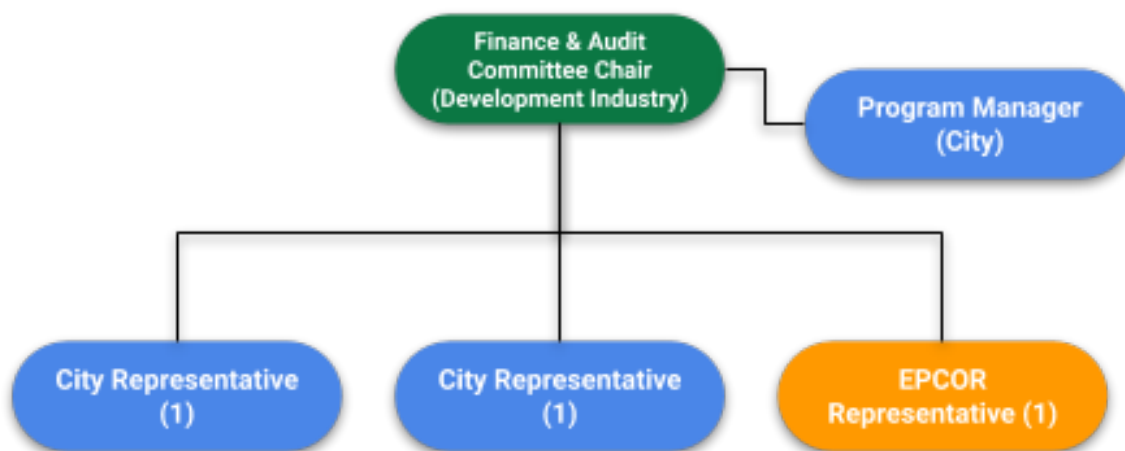 Finance & Audit
Committee Chair
(Development Industry)
Program Manager
(City)
City Representative
(1)
City Representative
(1)
EPCOR
Representative (1)